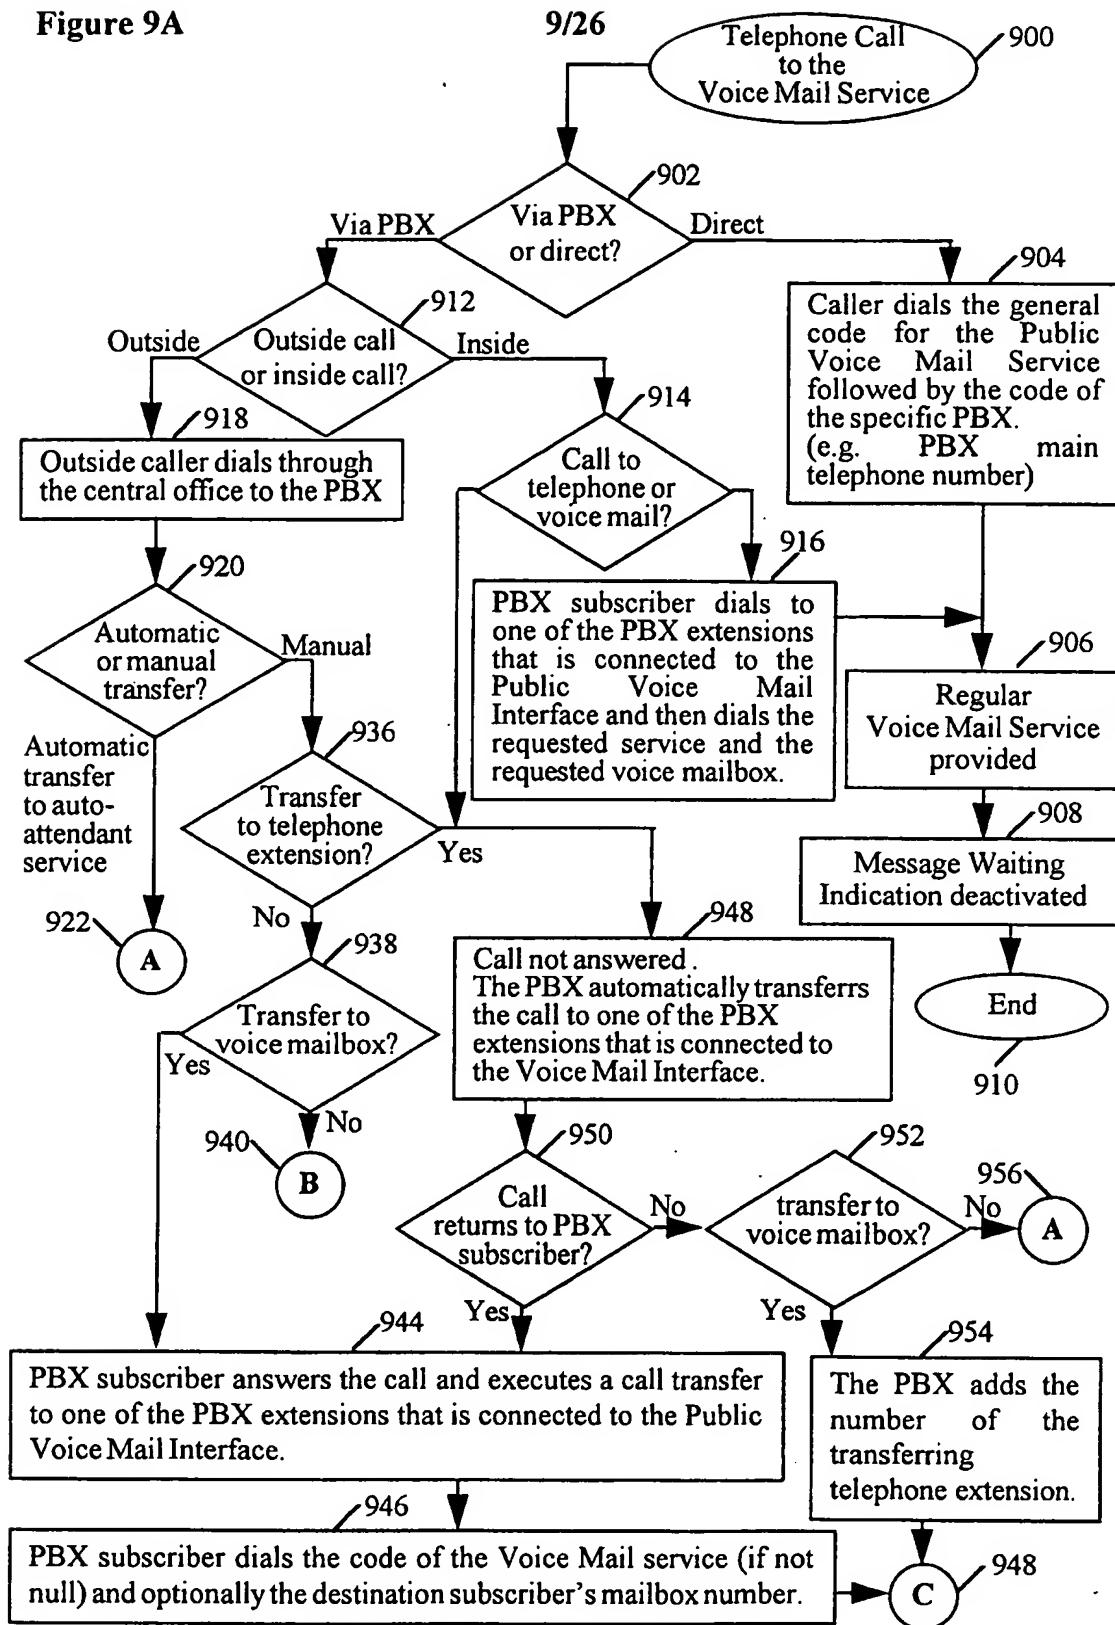 Figure 9A
9/26
Telephone Call
to the
Voice Mail Service
900
902
Via PBX
or direct?
Via PBX
Direct
904
Caller dials the general
code for the Public
Voice Mail Service
followed by the code of
the specific PBX.
(e.g. PBX main
telephone number)
912
Outside call
or inside call?
Outside
Inside
914
Call to
telephone or
voice mail?
918
Outside caller dials through
the central office to the PBX
916
PBX subscriber dials to
one of the PBX extensions
that is connected to the
Public Voice Mail
Interface and then dials the
requested service and the
requested voice mailbox.
920
Automatic
or manual
transfer?
Manual
Automatic
transfer
to auto-
attendant
service
906
Regular
Voice Mail Service
provided
936
Transfer
to telephone
extension?
Yes
No
908
Message Waiting
Indication deactivated
922
A
938
Transfer to
voice mailbox?
Yes
No
948
Call not answered .
The PBX automatically transferrs
the call to one of the PBX
extensions that is connected to
the Voice Mail Interface.
End
910
940
B
950
Call
returns to PBX
subscriber?
No
Yes
952
transfer to
voice mailbox?
No
Yes
956
A
944
PBX subscriber answers the call and executes a call transfer
to one of the PBX extensions that is connected to the Public
Voice Mail Interface.
954
The PBX adds the
number of the
transferring
telephone extension.
946
PBX subscriber dials the code of the Voice Mail service (if not
null) and optionally the destination subscriber's mailbox number.
C
948